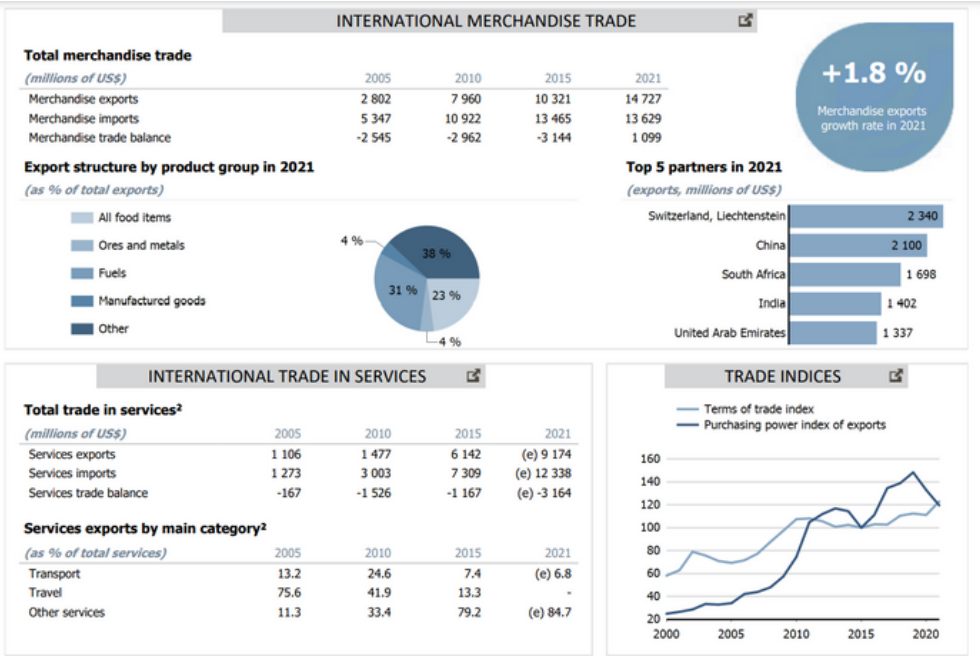 INTERNATIONAL MERCHANDISE TRADE
Total merchandise trade
(millions of US$) 2005 2010 2015 2021
Merchandise exports 2 802 7 960 10 321 14 727
Merchandise imports 5 347 10 922 13 465 13 629
Merchandise trade balance -2 545 -2 962 -3 144 1 099
+1.8 %
Merchandise exports
growth rate in 2021
Export structure by product group in 2021
(as % of total exports)
All food items
Ores and metals
Fuels
Manufactured goods
Other
4 %
38 %
31 %
23 %
4 %
Top 5 partners in 2021
(exports, millions of US$)
Switzerland, Liechtenstein 2 340
China 2 100
South Africa 1 698
India 1 402
United Arab Emirates 1 337
INTERNATIONAL TRADE IN SERVICES
Total trade in services²
(millions of US$) 2005 2010 2015 2021
Services exports 1 106 1 477 6 142 (e) 9 174
Services imports 1 273 3 003 7 309 (e) 12 338
Services trade balance -167 -1 526 -1 167 (e) -3 164
Services exports by main category²
(as % of total services) 2005 2010 2015 2021
Transport 13.2 24.6 7.4 (e) 6.8
Travel 75.6 41.9 13.3 -
Other services 11.3 33.4 79.2 (e) 84.7
TRADE INDICES
Terms of trade index
Purchasing power index of exports
160
140
120
100
80
60
40
20
2000 2005 2010 2015 2020